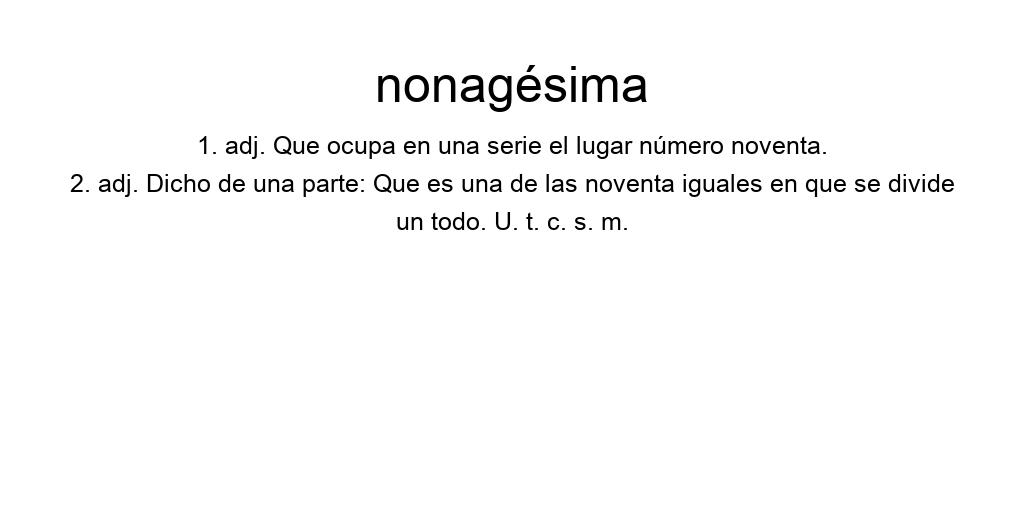 nonagésima
1. adj. Que ocupa en una serie el lugar número noventa.
2. adj. Dicho de una parte: Que es una de las noventa iguales en que se divide
un todo. U. t. c. s. m.